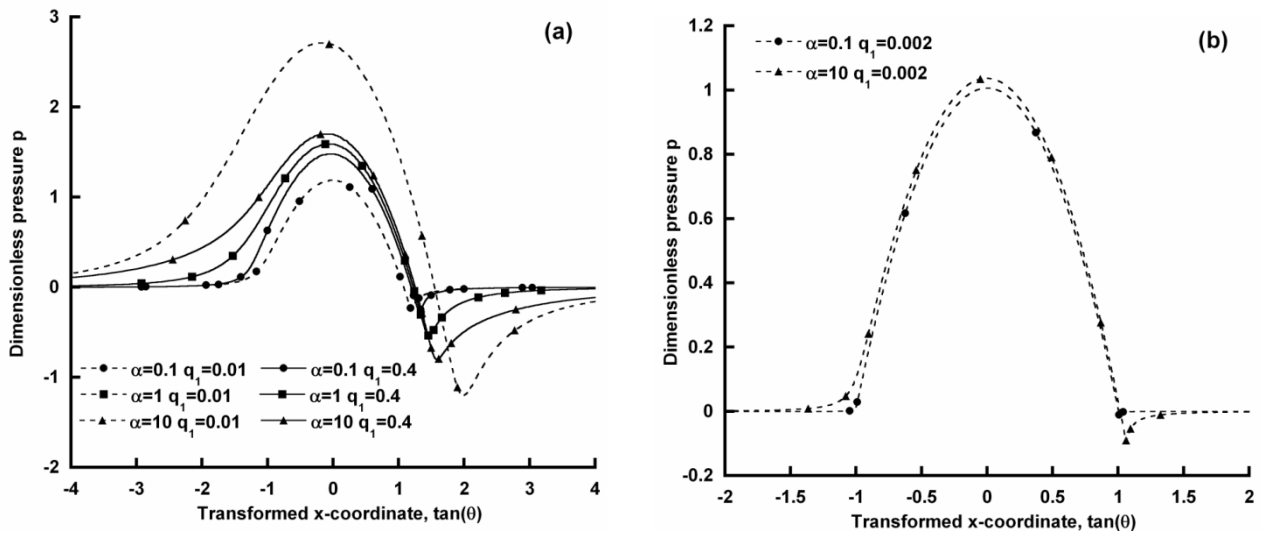 (a)
3
2
1
0
-1
-2
Dimensionless pressure p
α=0.1 q1=0.01 α=0.1 q1=0.4
α=1 q1=0.01 α=1 q1=0.4
α=10 q1=0.01 α=10 q1=0.4
-4 -3 -2 -1 0 1 2 3 4
Transformed x-coordinate, tan(θ)
(b)
1.2
1
0.8
0.6
0.4
0.2
0
-0.2
Dimensionless pressure p
α=0.1 q1=0.002
α=10 q1=0.002
-2 -1.5 -1 -0.5 0 0.5 1 1.5 2
Transformed x-coordinate, tan(θ)